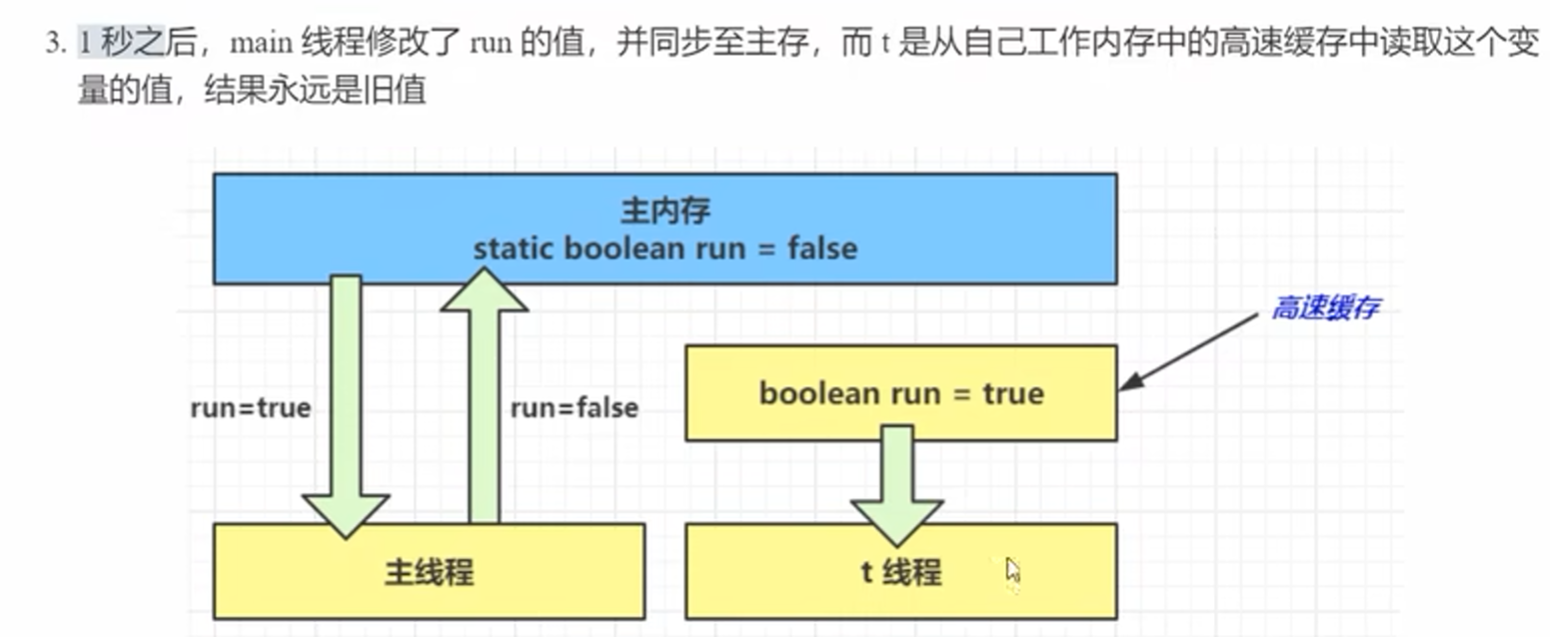 3. 1 秒之后，main 线程修改了 run 的值，并同步至主存，而 t 是从自己工作内存中的高速缓存中读取这个变
量的值，结果永远是旧值
主内存
static boolean run = false
高速缓存
boolean run = true
run=true
run=false
主线程
t 线程